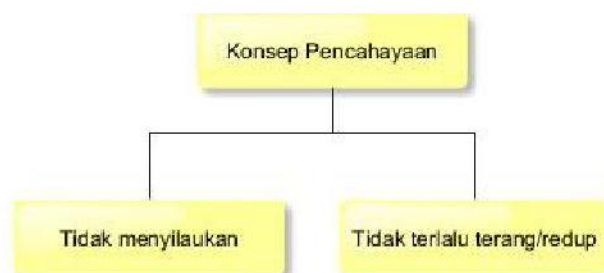 Konsep Pencahayaan
Tidak menyilaukan
Tidak terlalu terang/redup